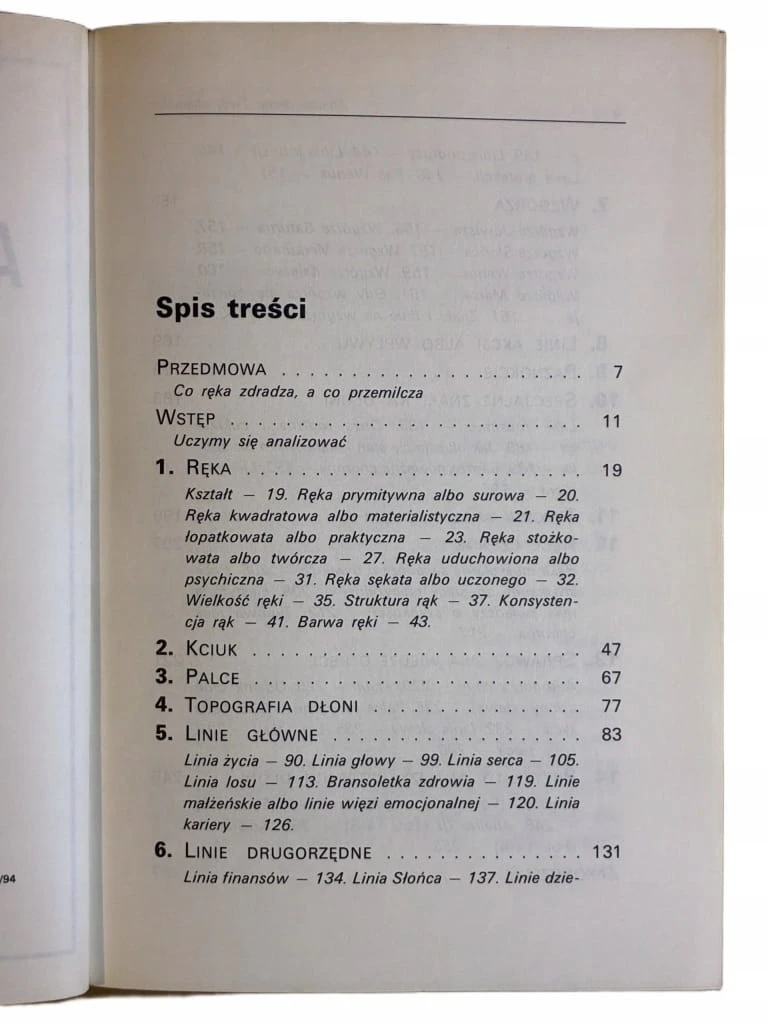 Spis treści
PRZEDMOWA . . . . . . . . . . . . . . . . . . . . . . 7
Co ręka zdradza, a co przemilcza
WSTĘP . . . . . . . . . . . . . . . . . . . . . . . . . . 11
Uczymy się analizować
1. RĘKA . . . . . . . . . . . . . . . . . . . . . . . . . 19
Kształt — 19. Ręka prymitywna albo surowa — 20.
Ręka kwadratowa albo materialistyczna — 21. Ręka
łopatkowata albo praktyczna — 23. Ręka stożko-
wata albo twórcza — 27. Ręka uduchowiona albo
psychiczna — 31. Ręka sękata albo uczonego — 32.
Wielkość ręki — 35. Struktura rąk — 37. Konsysten-
cja rąk — 41. Barwa ręki — 43.
2. KCIUK . . . . . . . . . . . . . . . . . . . . . . . . 47
3. PALCE . . . . . . . . . . . . . . . . . . . . . . . . 67
4. TOPOGRAFIA DŁONI . . . . . . . . . . . . . . . 77
5. LINIE GŁÓWNE . . . . . . . . . . . . . . . . . . 83
Linia życia — 90. Linia głowy — 99. Linia serca — 105.
Linia losu — 113. Bransoletka zdrowia — 119. Linie
małżeńskie albo linie więzi emocjonalnej — 120. Linia
kariery — 126.
6. LINIE DRUGORZĘDNE . . . . . . . . . . . . . . 131
Linia finansów — 134. Linia Słońca — 137. Linie dzie-
/94